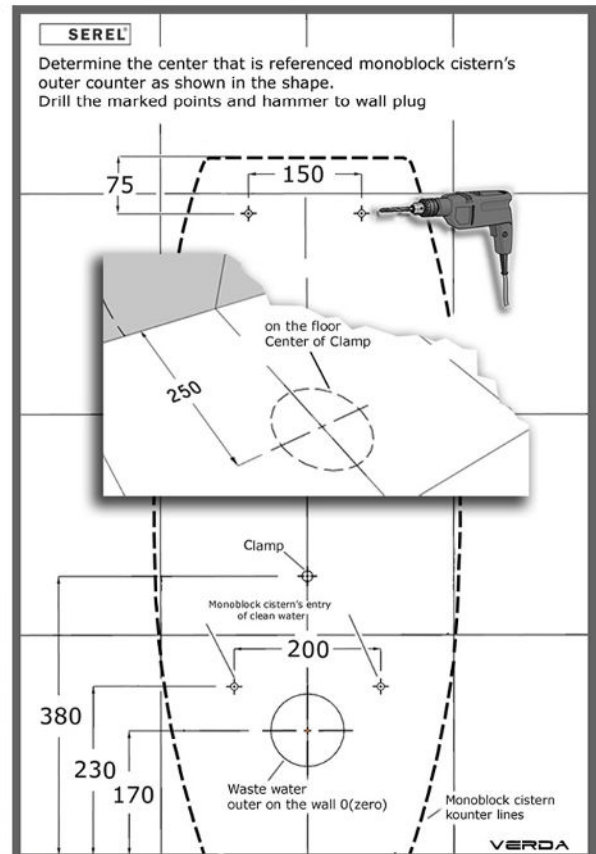 SEREL
Determine the center that is referenced monoblock cistern's
outer counter as shown in the shape.
Drill the marked points and hammer to wall plug
75
150
on the floor
Center of Clamp
250
Clamp
Monoblock cistern's entry
of clean water
200
380
230
170
Waste water
outer on the wall 0(zero)
Monoblock cistern
kounter lines
VERDA